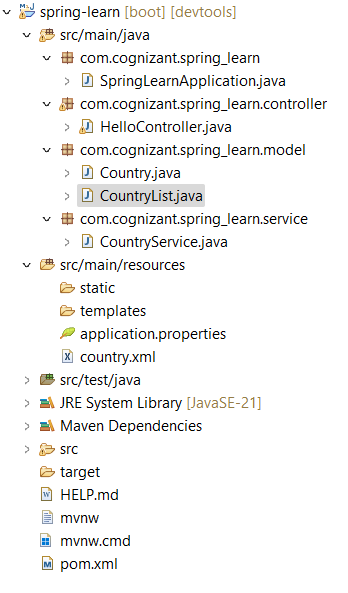 spring-learn [boot] [devtools]
src/main/java
com.cognizant.spring_learn
SpringLearnApplication.java
com.cognizant.spring_learn.controller
HelloController.java
com.cognizant.spring_learn.model
Country.java
CountryList.java
com.cognizant.spring_learn.service
CountryService.java
src/main/resources
static
templates
application.properties
country.xml
src/test/java
JRE System Library [JavaSE-21]
Maven Dependencies
src
target
HELP.md
mvnw
mvnw.cmd
pom.xml